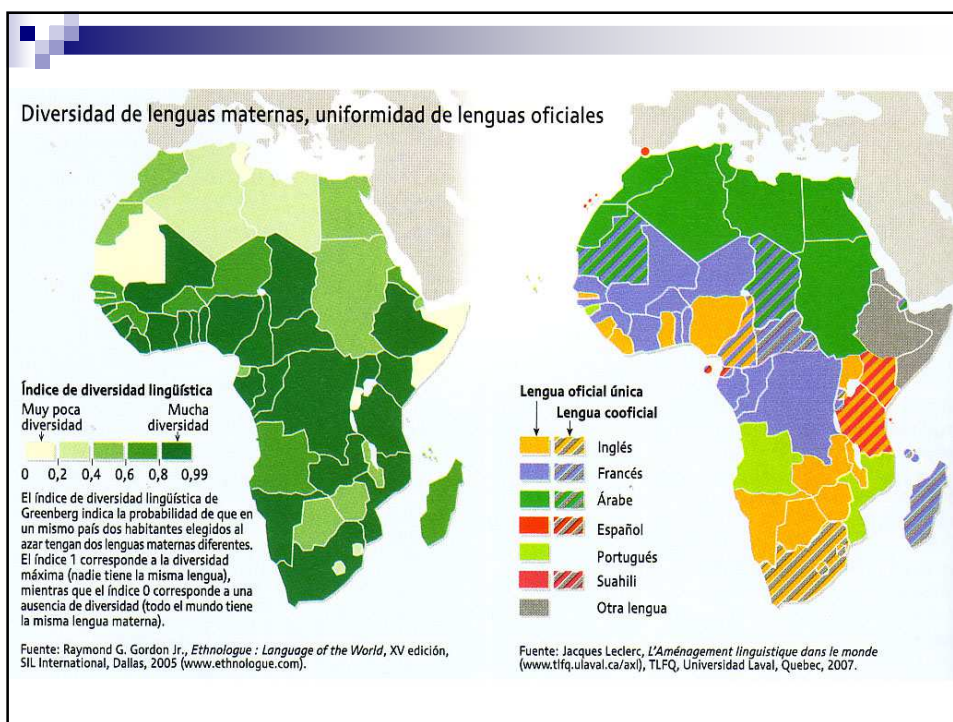 Diversidad de lenguas maternas, uniformidad de lenguas oficiales
Índice de diversidad lingüística
Muy poca
diversidad
Mucha
diversidad
0 0,2 0,4 0,6 0,8 0,99
El índice de diversidad lingüística de
Greenberg indica la probabilidad de que en
un mismo país dos habitantes elegidos al
azar tengan dos lenguas maternas diferentes.
El índice 1 corresponde a la diversidad
máxima (nadie tiene la misma lengua),
mientras que el índice 0 corresponde a una
ausencia de diversidad (todo el mundo tiene
la misma lengua materna).
Fuente: Raymond G. Gordon Jr., Ethnologue : Language of the World, XV edición,
SIL International, Dallas, 2005 (www.ethnologue.com).
Lengua oficial única
Lengua cooficial
Inglés
Francés
Árabe
Español
Portugués
Suahili
Otra lengua
Fuente: Jacques Leclerc, L'Aménagement linguistique dans le monde
(www.tlfq.ulaval.ca/axl), TLFQ, Universidad Laval, Quebec, 2007.